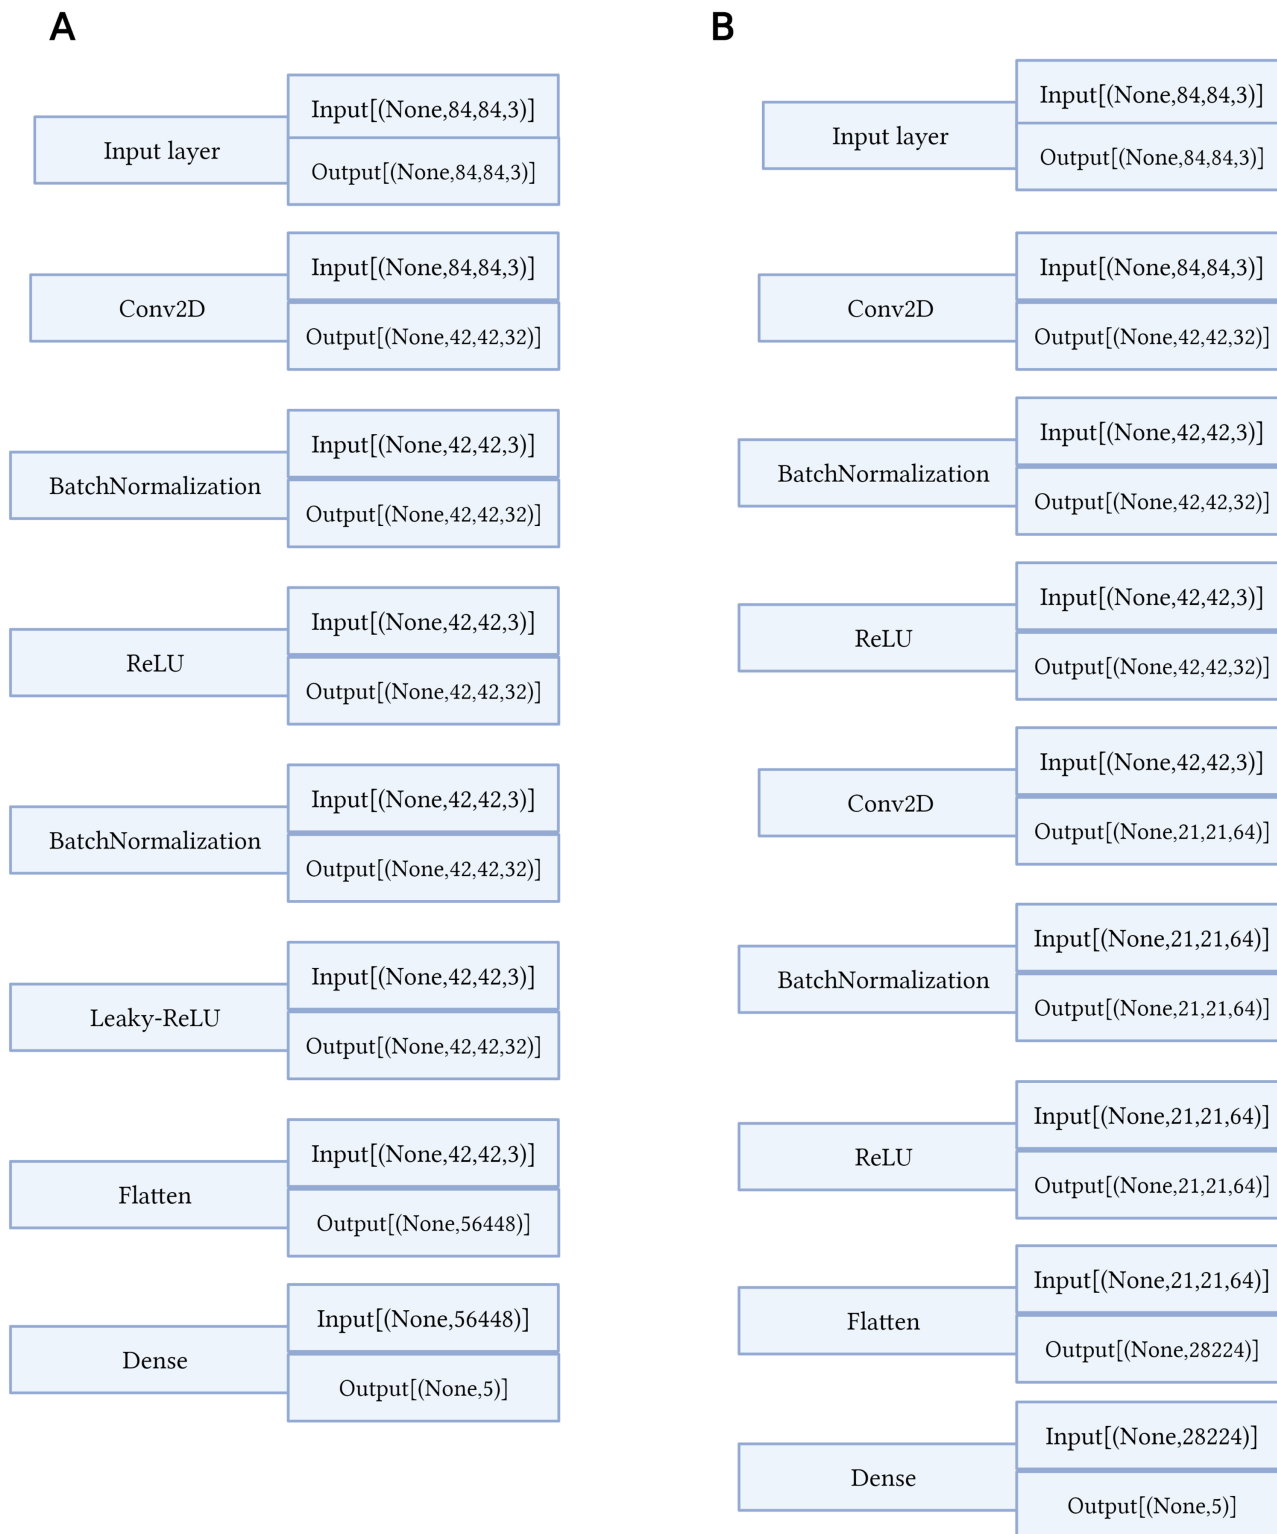 A
Input layer
Input[(None,84,84,3)]
Output[(None,84,84,3)]
Conv2D
Input[(None,84,84,3)]
Output[(None,42,42,32)]
BatchNormalization
Input[(None,42,42,3)]
Output[(None,42,42,32)]
ReLU
Input[(None,42,42,3)]
Output[(None,42,42,32)]
BatchNormalization
Input[(None,42,42,3)]
Output[(None,42,42,32)]
Leaky-ReLU
Input[(None,42,42,3)]
Output[(None,42,42,32)]
Flatten
Input[(None,42,42,3)]
Output[(None,56448)]
Dense
Input[(None,56448)]
Output[(None,5)]
B
Input layer
Input[(None,84,84,3)]
Output[(None,84,84,3)]
Conv2D
Input[(None,84,84,3)]
Output[(None,42,42,32)]
BatchNormalization
Input[(None,42,42,3)]
Output[(None,42,42,32)]
ReLU
Input[(None,42,42,3)]
Output[(None,42,42,32)]
Conv2D
Input[(None,42,42,3)]
Output[(None,21,21,64)]
BatchNormalization
Input[(None,21,21,64)]
Output[(None,21,21,64)]
ReLU
Input[(None,21,21,64)]
Output[(None,21,21,64)]
Flatten
Input[(None,21,21,64)]
Output[(None,28224)]
Dense
Input[(None,28224)]
Output[(None,5)]